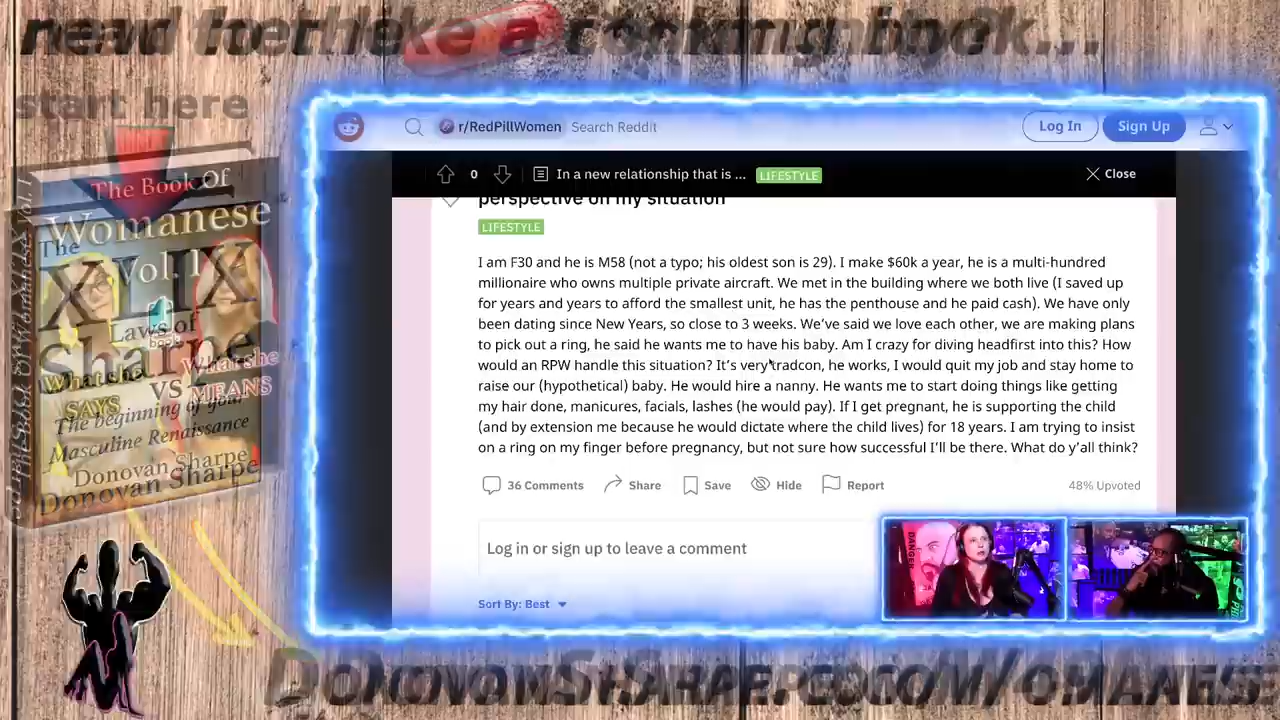 start here
The Book Of
Womanese
Vol. 1
The
XLIX
Laws of
Sharpe
What she
SAYS
VS
What she
MEANS
The beginning of your
Masculine Renaissance
Donovan Sharpe
Donovan Sharpe
r/RedPillWomen Search Reddit
Log In
Sign Up
0
In a new relationship that is ...
LIFESTYLE
Close
perspective on my situation
LIFESTYLE
I am F30 and he is M58 (not a typo; his oldest son is 29). I make $60k a year, he is a multi-hundred
millionaire who owns multiple private aircraft. We met in the building where we both live (I saved up
for years and years to afford the smallest unit, he has the penthouse and he paid cash). We have only
been dating since New Years, so close to 3 weeks. We’ve said we love each other, we are making plans
to pick out a ring, he said he wants me to have his baby. Am I crazy for diving headfirst into this? How
would an RPW handle this situation? It’s very tradcon, he works, I would quit my job and stay home to
raise our (hypothetical) baby. He would hire a nanny. He wants me to start doing things like getting
my hair done, manicures, facials, lashes (he would pay). If I get pregnant, he is supporting the child
(and by extension me because he would dictate where the child lives) for 18 years. I am trying to insist
on a ring on my finger before pregnancy, but not sure how successful I’ll be there. What do y’all think?
36 Comments
Share
Save
Hide
Report
48% Upvoted
Log in or sign up to leave a comment
Sort By: Best
DANGER